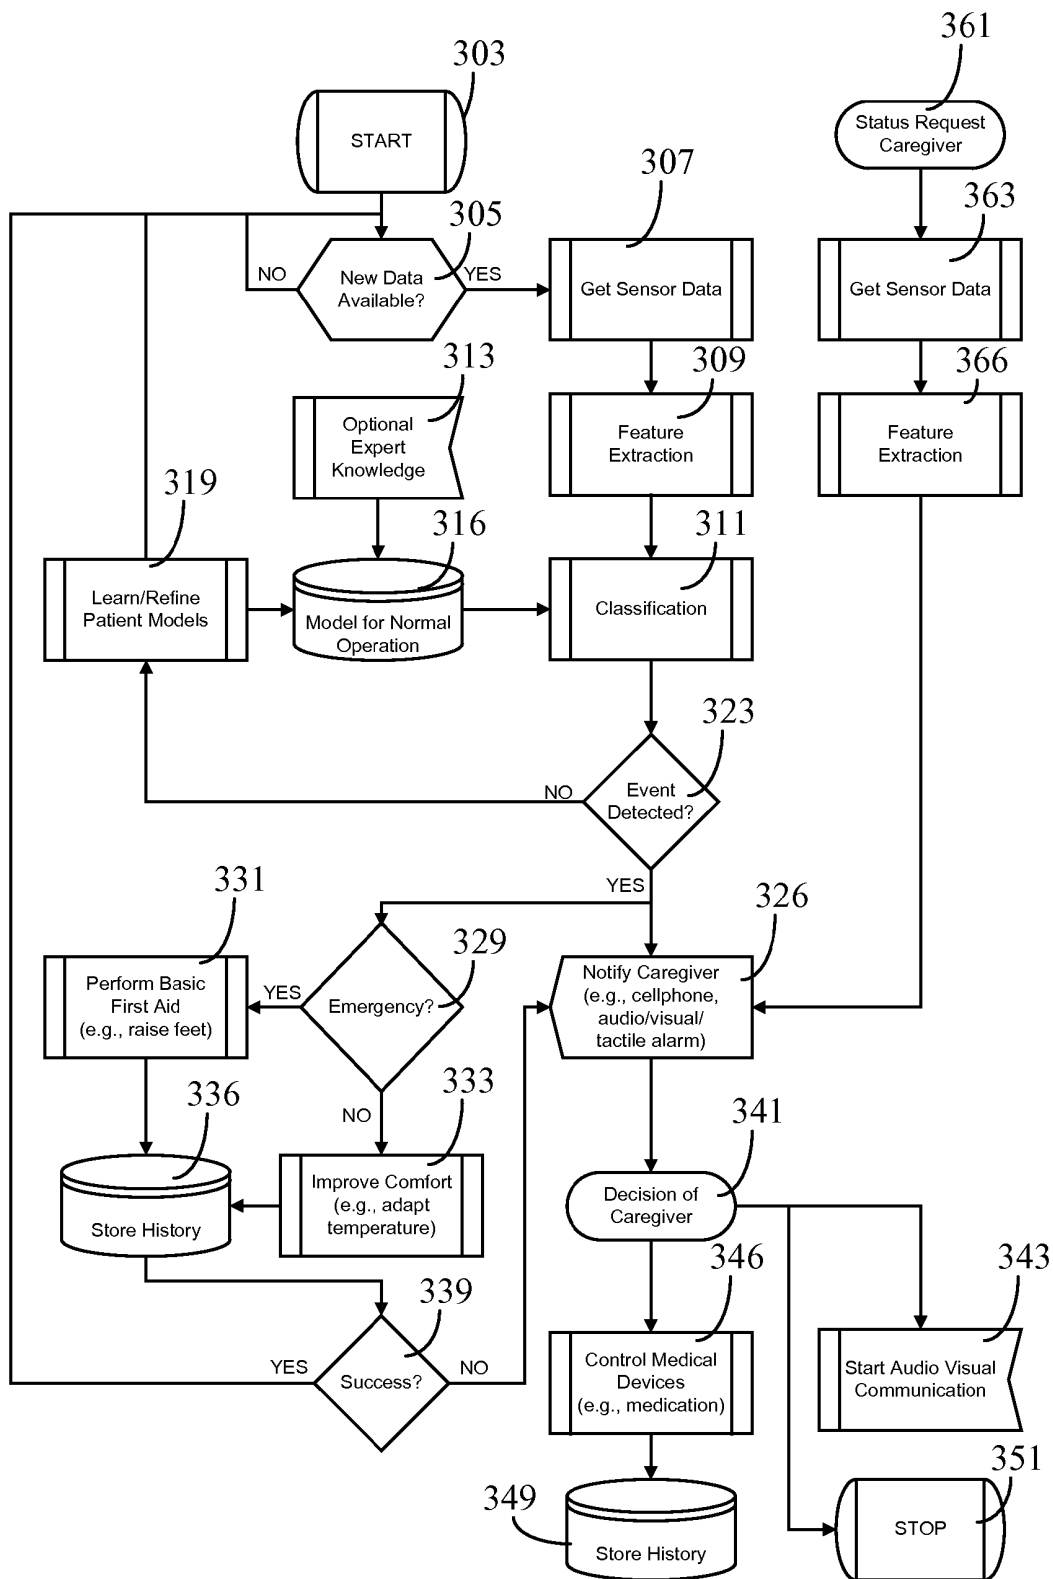 303
361
START
Status Request
Caregiver
307
363
305
NO
New Data
Available?
YES
Get Sensor Data
Get Sensor Data
313
309
366
Optional
Expert
Knowledge
Feature
Extraction
Feature
Extraction
319
316
311
Learn/Refine
Patient Models
Model for Normal
Operation
Classification
323
NO
Event
Detected?
YES
331
326
329
Perform Basic
First Aid
(e.g., raise feet)
YES
Emergency?
Notify Caregiver
(e.g., cellphone,
audio/visual/
tactile alarm)
336
NO
333
341
Store History
Improve Comfort
(e.g., adapt
temperature)
Decision of
Caregiver
339
346
343
YES
Success?
NO
Control Medical
Devices
(e.g., medication)
Start Audio Visual
Communication
349
351
Store History
STOP